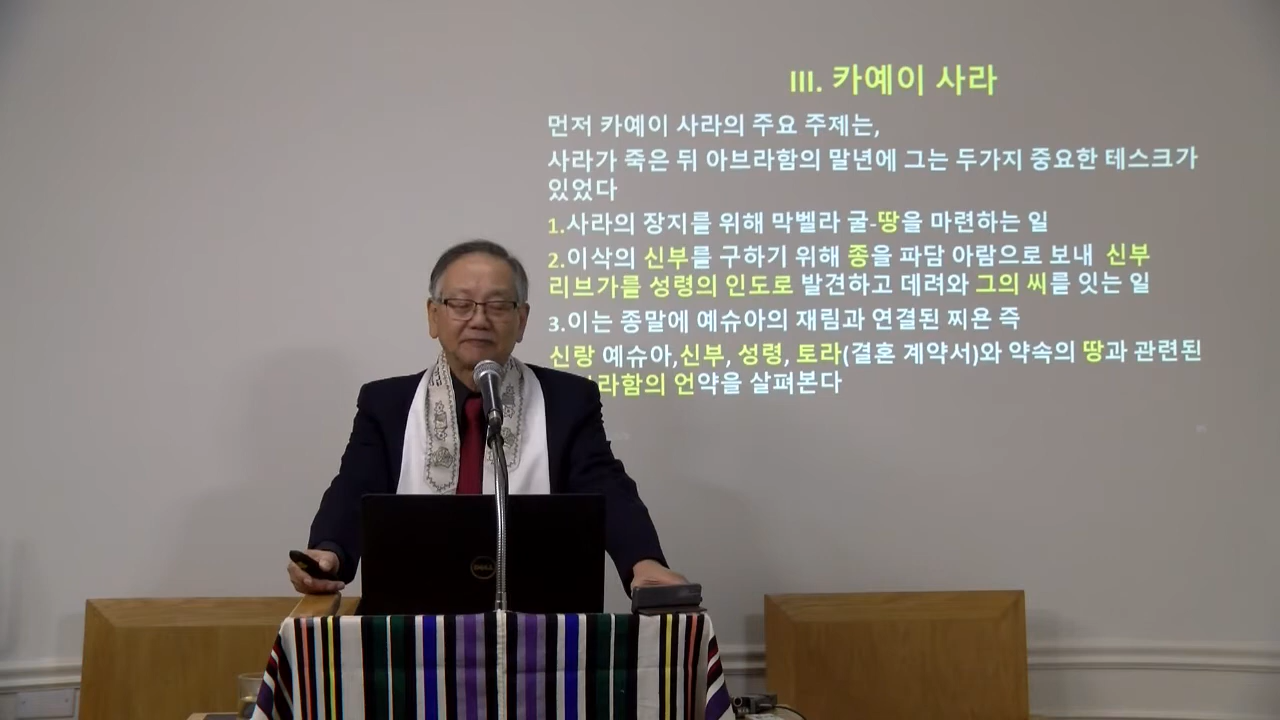 III. 카예이 사라
먼저 카예이 사라의 주요 주제는,
사라가 죽은 뒤 아브라함의 말년에 그는 두가지 중요한 테스크가
있었다
1.사라의 장지를 위해 막벨라 굴-땅을 마련하는 일
2.이삭의 신부를 구하기 위해 종을 파담 아람으로 보내 신부
리브가를 성령의 인도로 발견하고 데려와 그의 씨를 잇는 일
3.이는 종말에 예슈아의 재림과 연결된 찌욘 즉
신랑 예슈아,신부, 성령, 토라(결혼 계약서)와 약속의 땅과 관련된
언약을 살펴본다
DELL